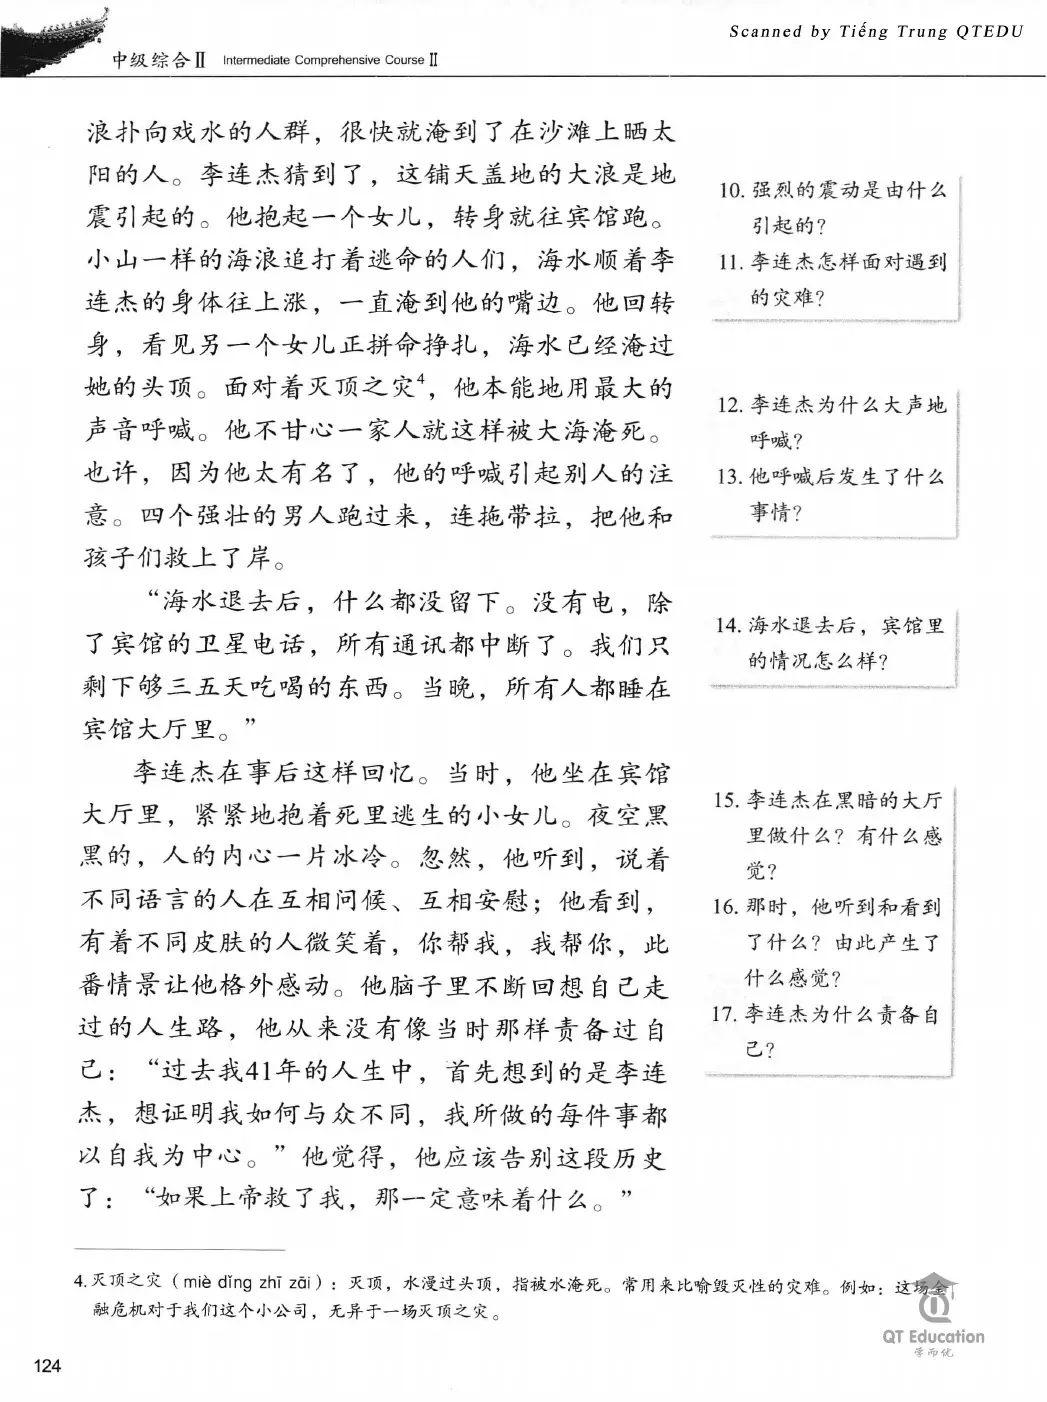 Scanned by Tiếng Trung QTEDU
中级综合Ⅱ Intermediate Comprehensive Course Ⅱ
浪扑向戏水的人群，很快就淹到了在沙滩上晒太
阳的人。李连杰猜到了，这铺天盖地的大浪是地
震引起的。他抱起一个女儿，转身就往宾馆跑。
小山一样的海浪追打着逃命的人们，海水顺着李
连杰的身体往上涨，一直淹到他的嘴边。他回转
身，看见另一个女儿正拼命挣扎，海水已经淹过
她的头顶。面对着灭顶之灾4，他本能地用最大的
声音呼喊。他不甘心一家人就这样被大海淹死。
也许，因为他太有名了，他的呼喊引起别人的注
意。四个强壮的男人跑过来，连拖带拉，把他和
孩子们救上了岸。
“海水退去后，什么都没留下。没有电，除
了宾馆的卫星电话，所有通讯都中断了。我们只
剩下够三五天吃喝的东西。当晚，所有人都睡在
宾馆大厅里。”
李连杰在事后这样回忆。当时，他坐在宾馆
大厅里，紧紧地抱着死里逃生的小女儿。夜空黑
黑的，人的内心一片冰冷。忽然，他听到，说着
不同语言的人在互相问候、互相安慰；他看到，
有着不同皮肤的人微笑着，你帮我，我帮你，此
番情景让他格外感动。他脑子里不断回想自己走
过的人生路，他从来没有像当时那样责备过自
己：“过去我41年的人生中，首先想到的是李连
杰，想证明我如何与众不同，我所做的每件事都
以自我为中心。”他觉得，他应该告别这段历史
了：“如果上帝救了我，那一定意味着什么。”
10. 强烈的震动是由什么
引起的？
11. 李连杰怎样面对遇到
的灾难？
12. 李连杰为什么大声地
呼喊？
13. 他呼喊后发生了什么
事情？
14. 海水退去后，宾馆里
的情况怎么样？
15. 李连杰在黑暗的大厅
里做什么？有什么感
觉？
16. 那时，他听到和看到
了什么？由此产生了
什么感觉？
17. 李连杰为什么责备自
己？
4. 灭顶之灾（miè dǐng zhī zāi）：灭顶，水漫过头顶，指被水淹死。常用来比喻毁灭性的灾难。例如：这场金
融危机对于我们这个小公司，无异于一场灭顶之灾。
QT Education
学而优
124